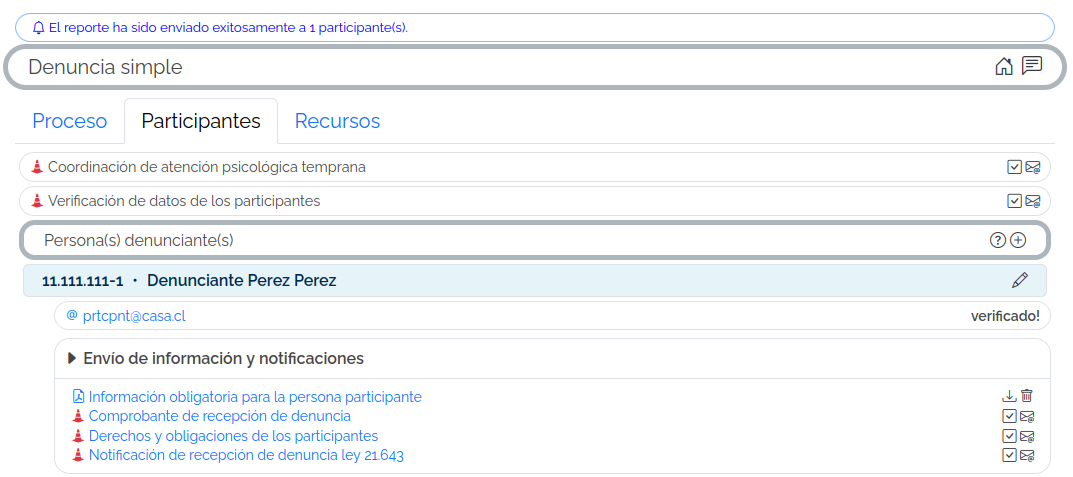 El reporte ha sido enviado exitosamente a 1 participante(s).
Denuncia simple
Proceso Participantes Recursos
Coordinación de atención psicológica temprana
Verificación de datos de los participantes
Persona(s) denunciante(s)
11.111.111-1 · Denunciante Perez Perez
@ prtcpnt@casa.cl verificado!
Envío de información y notificaciones
Información obligatoria para la persona participante
Comprobante de recepción de denuncia
Derechos y obligaciones de los participantes
Notificación de recepción de denuncia ley 21.643